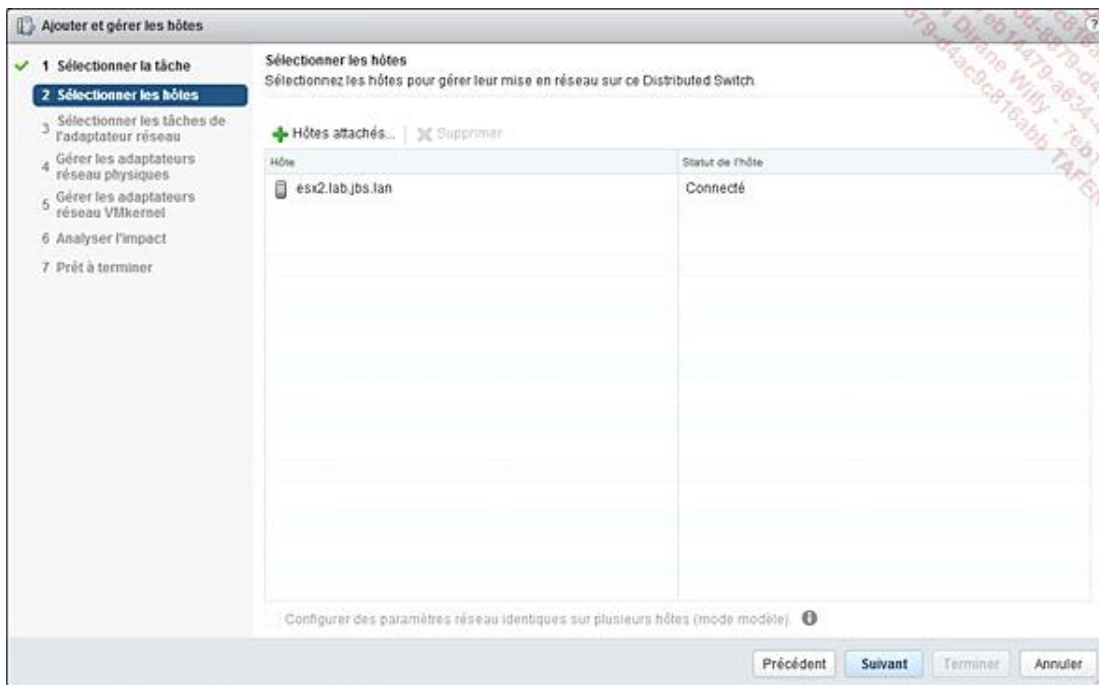 Ajouter et gérer les hôtes
?
1 Sélectionner la tâche
2 Sélectionner les hôtes
3 Sélectionner les tâches de
l'adaptateur réseau
4 Gérer les adaptateurs
réseau physiques
5 Gérer les adaptateurs
réseau VMkernel
6 Analyser l'impact
7 Prêt à terminer
Sélectionner les hôtes
Sélectionnez les hôtes pour gérer leur mise en réseau sur ce Distributed Switch.
Hôtes attachés... Supprimer
Hôte Statut de l'hôte
esx2.lab.jbs.lan Connecté
Configurer des paramètres réseau identiques sur plusieurs hôtes (mode modèle).
Précédent Suivant Terminer Annuler